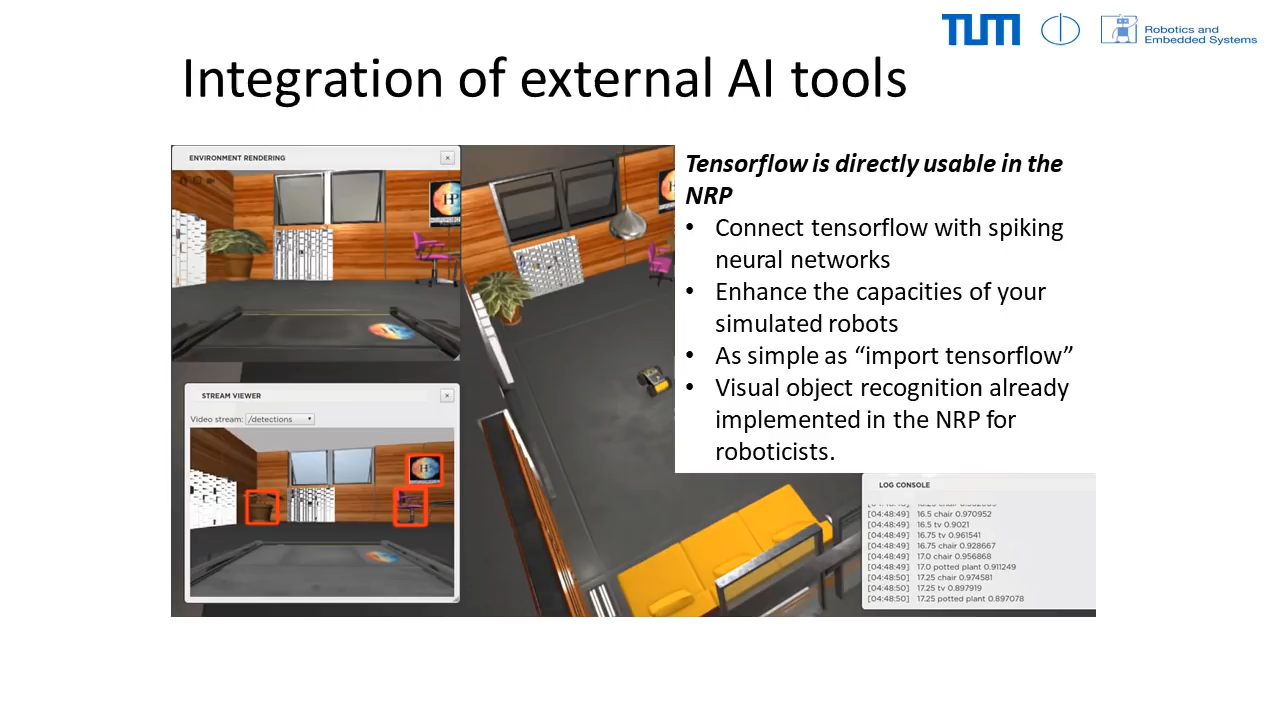 TUM
Robotics and
Embedded Systems
Integration of external AI tools
ENVIRONMENT RENDERING
HP
Tensorflow is directly usable in the
NRP
• Connect tensorflow with spiking
neural networks
• Enhance the capacities of your
simulated robots
• As simple as “import tensorflow”
• Visual object recognition already
implemented in the NRP for
roboticists.
STREAM VIEWER
Video stream: /detections
LOG CONSOLE
[04:48:49] 16.5 chair 0.970952
[04:48:49] 16.5 tv 0.9021
[04:48:49] 16.75 tv 0.961541
[04:48:49] 16.75 chair 0.928667
[04:48:49] 17.0 chair 0.956868
[04:48:49] 17.0 potted plant 0.911249
[04:48:50] 17.25 chair 0.974581
[04:48:50] 17.25 tv 0.897919
[04:48:50] 17.25 potted plant 0.897078